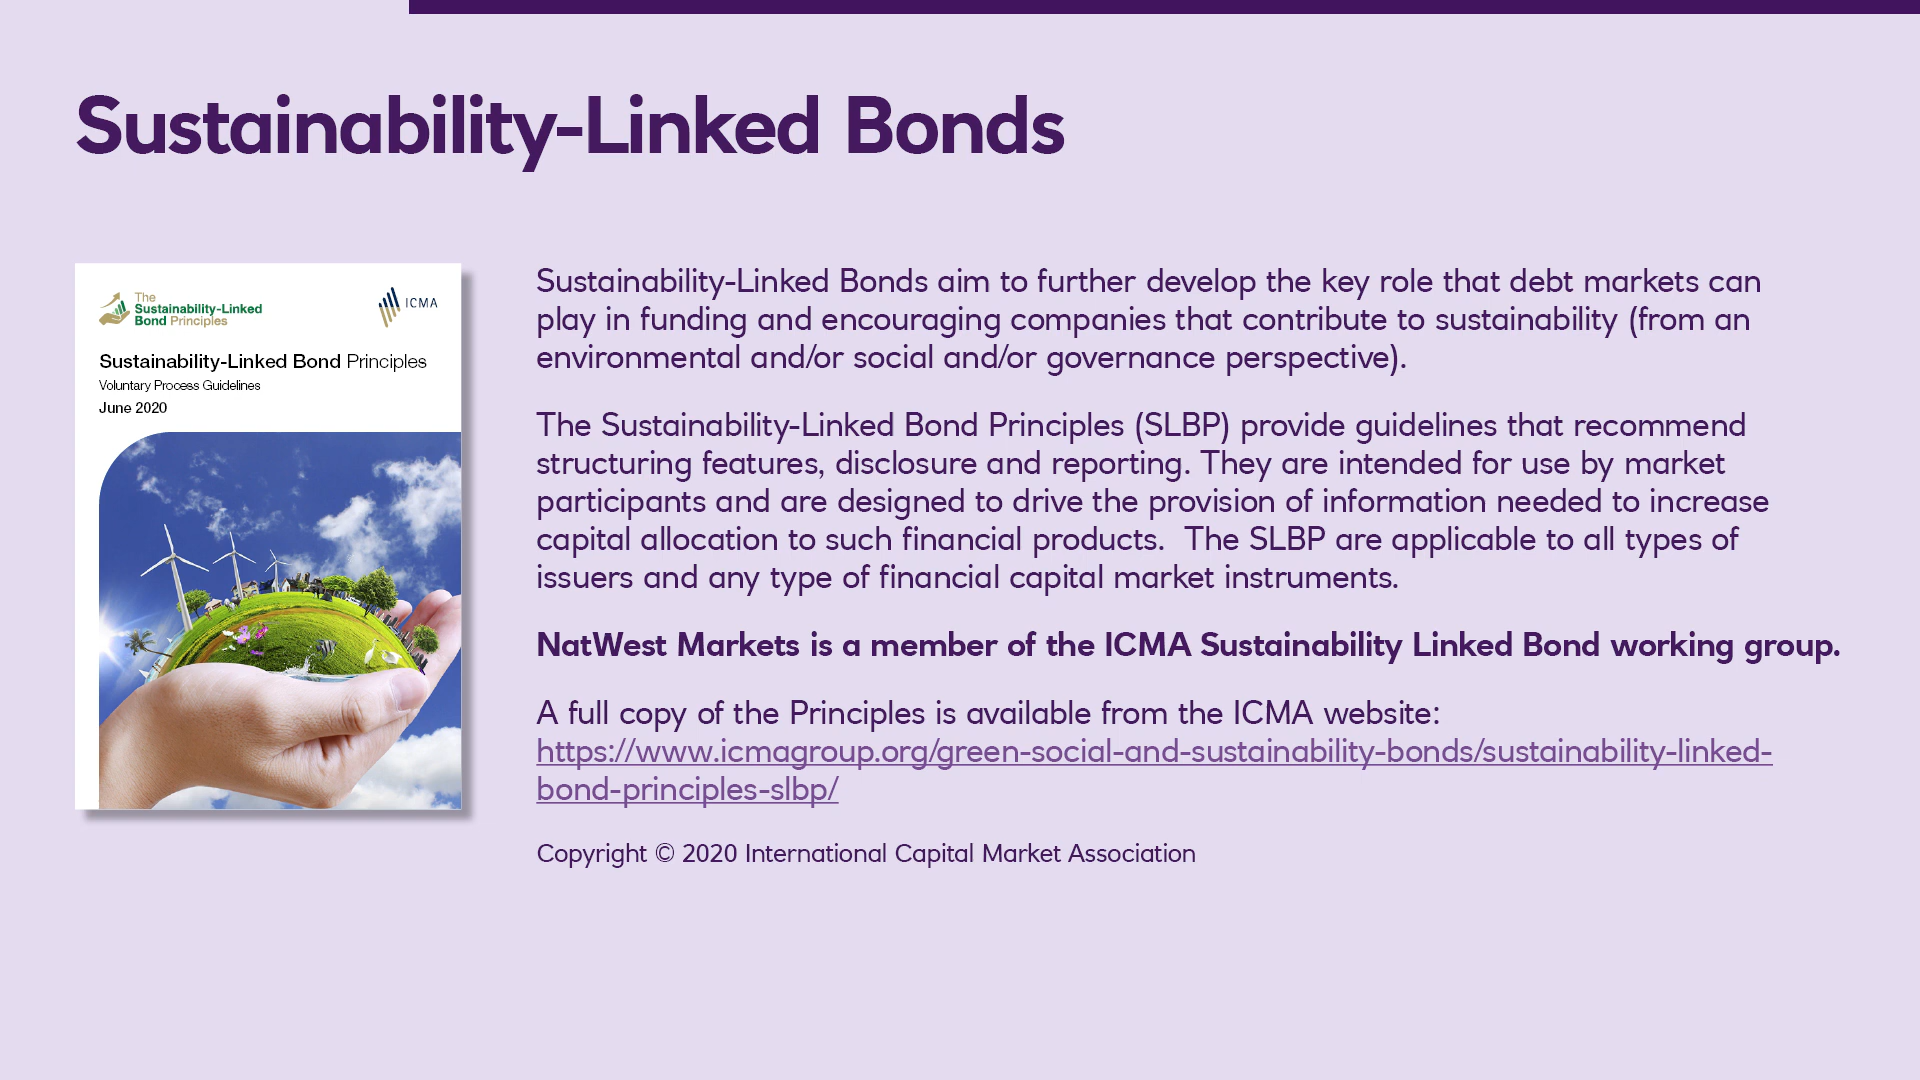 Sustainability-Linked Bonds
The
Sustainability-Linked
Bond Principles
ICMA
Sustainability-Linked Bond Principles
Voluntary Process Guidelines
June 2020
Sustainability-Linked Bonds aim to further develop the key role that debt markets can
play in funding and encouraging companies that contribute to sustainability (from an
environmental and/or social and/or governance perspective).
The Sustainability-Linked Bond Principles (SLBP) provide guidelines that recommend
structuring features, disclosure and reporting. They are intended for use by market
participants and are designed to drive the provision of information needed to increase
capital allocation to such financial products.  The SLBP are applicable to all types of
issuers and any type of financial capital market instruments.
NatWest Markets is a member of the ICMA Sustainability Linked Bond working group.
A full copy of the Principles is available from the ICMA website:
https://www.icmagroup.org/green-social-and-sustainability-bonds/sustainability-linked-
bond-principles-slbp/
Copyright © 2020 International Capital Market Association